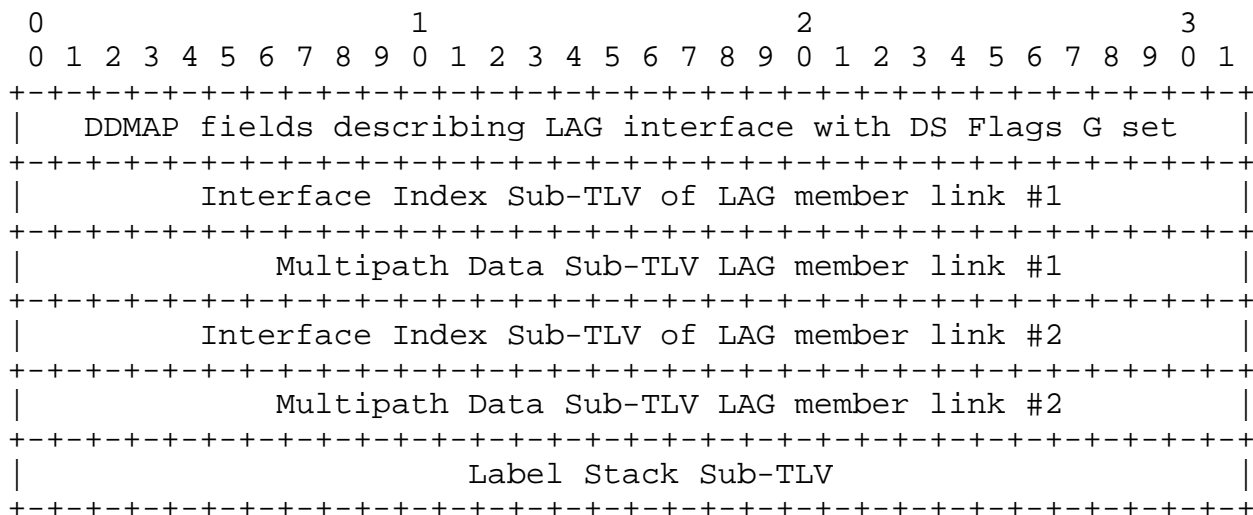 0                   1                   2                   3
 0 1 2 3 4 5 6 7 8 9 0 1 2 3 4 5 6 7 8 9 0 1 2 3 4 5 6 7 8 9 0 1
+-+-+-+-+-+-+-+-+-+-+-+-+-+-+-+-+-+-+-+-+-+-+-+-+-+-+-+-+-+-+-+-+
|   DDMAP fields describing LAG interface with DS Flags G set   |
+-+-+-+-+-+-+-+-+-+-+-+-+-+-+-+-+-+-+-+-+-+-+-+-+-+-+-+-+-+-+-+-+
|         Interface Index Sub-TLV of LAG member link #1         |
+-+-+-+-+-+-+-+-+-+-+-+-+-+-+-+-+-+-+-+-+-+-+-+-+-+-+-+-+-+-+-+-+
|             Multipath Data Sub-TLV LAG member link #1         |
+-+-+-+-+-+-+-+-+-+-+-+-+-+-+-+-+-+-+-+-+-+-+-+-+-+-+-+-+-+-+-+-+
|         Interface Index Sub-TLV of LAG member link #2         |
+-+-+-+-+-+-+-+-+-+-+-+-+-+-+-+-+-+-+-+-+-+-+-+-+-+-+-+-+-+-+-+-+
|             Multipath Data Sub-TLV LAG member link #2         |
+-+-+-+-+-+-+-+-+-+-+-+-+-+-+-+-+-+-+-+-+-+-+-+-+-+-+-+-+-+-+-+-+
|                       Label Stack Sub-TLV                     |
+-+-+-+-+-+-+-+-+-+-+-+-+-+-+-+-+-+-+-+-+-+-+-+-+-+-+-+-+-+-+-+-+